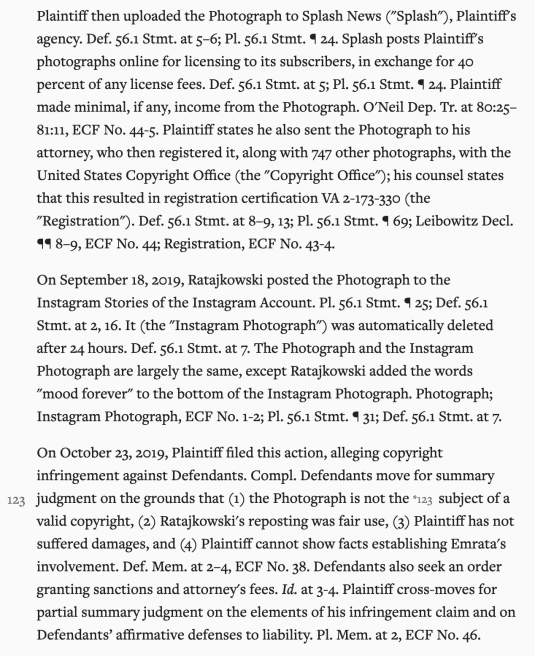 Plaintiff then uploaded the Photograph to Splash News ("Splash"), Plaintiff's
agency. Def. 56.1 Stmt. at 5–6; Pl. 56.1 Stmt. ¶ 24. Splash posts Plaintiff's
photographs online for licensing to its subscribers, in exchange for 40
percent of any license fees. Def. 56.1 Stmt. at 5; Pl. 56.1 Stmt. ¶ 24. Plaintiff
made minimal, if any, income from the Photograph. O'Neil Dep. Tr. at 80:25–
81:11, ECF No. 44-5. Plaintiff states he also sent the Photograph to his
attorney, who then registered it, along with 747 other photographs, with the
United States Copyright Office (the "Copyright Office"); his counsel states
that this resulted in registration certification VA 2-173-330 (the
"Registration"). Def. 56.1 Stmt. at 8–9, 13; Pl. 56.1 Stmt. ¶ 69; Leibowitz Decl.
¶¶ 8–9, ECF No. 44; Registration, ECF No. 43-4.
On September 18, 2019, Ratajkowski posted the Photograph to the
Instagram Stories of the Instagram Account. Pl. 56.1 Stmt. ¶ 25; Def. 56.1
Stmt. at 2, 16. It (the "Instagram Photograph") was automatically deleted
after 24 hours. Def. 56.1 Stmt. at 7. The Photograph and the Instagram
Photograph are largely the same, except Ratajkowski added the words
"mood forever" to the bottom of the Instagram Photograph. Photograph;
Instagram Photograph, ECF No. 1-2; Pl. 56.1 Stmt. ¶ 31; Def. 56.1 Stmt. at 7.
On October 23, 2019, Plaintiff filed this action, alleging copyright
infringement against Defendants. Compl. Defendants move for summary
123 judgment on the grounds that (1) the Photograph is not the *123 subject of a
valid copyright, (2) Ratajkowski's reposting was fair use, (3) Plaintiff has not
suffered damages, and (4) Plaintiff cannot show facts establishing Emrata's
involvement. Def. Mem. at 2–4, ECF No. 38. Defendants also seek an order
granting sanctions and attorney's fees. Id. at 3-4. Plaintiff cross-moves for
partial summary judgment on the elements of his infringement claim and on
Defendants' affirmative defenses to liability. Pl. Mem. at 2, ECF No. 46.